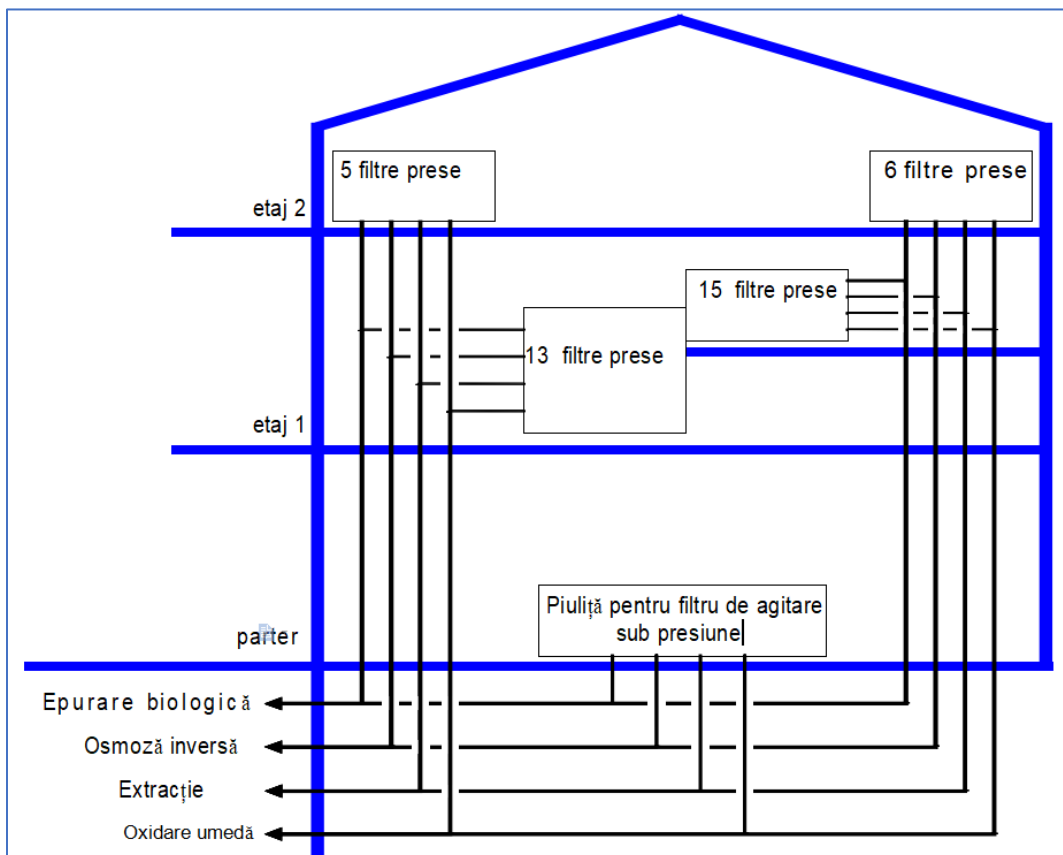 5 filtre prese
6 filtre prese
etaj 2
15 filtre prese
13 filtre prese
etaj 1
Piuliță pentru filtru de agitare
sub presiune
parter
Epurare biologică
Osmoză inversă
Extracție
Oxidare umedă